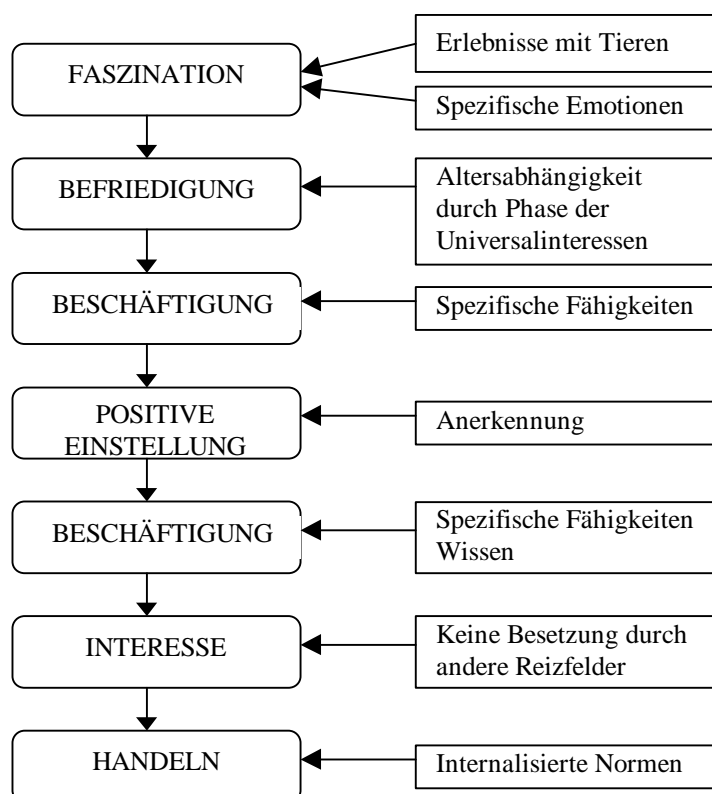 FASZINATION
Erlebnisse mit Tieren
Spezifische Emotionen
BEFRIEDIGUNG
Altersabhängigkeit
durch Phase der
Universalinteressen
BESCHÄFTIGUNG
Spezifische Fähigkeiten
POSITIVE
EINSTELLUNG
Anerkennung
BESCHÄFTIGUNG
Spezifische Fähigkeiten
Wissen
INTERESSE
Keine Besetzung durch
andere Reizfelder
HANDELN
Internalisierte Normen